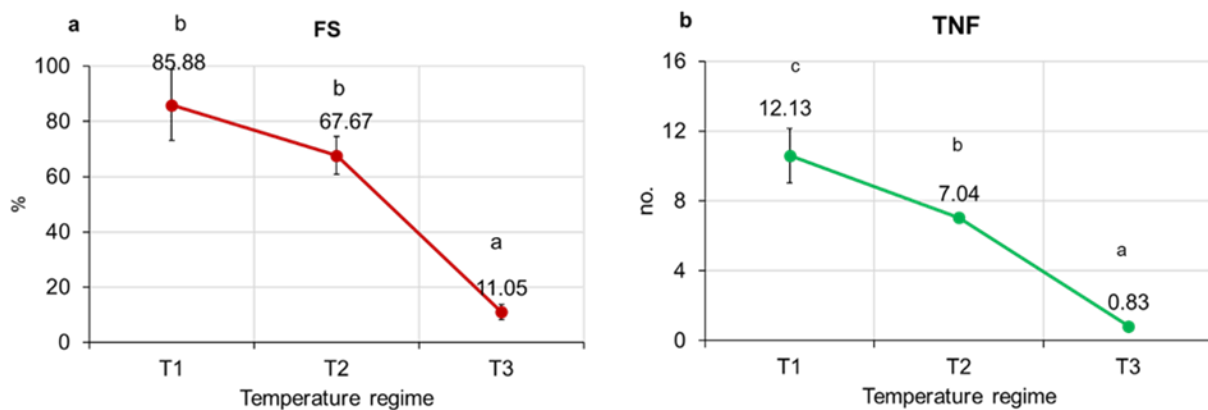 a
b
FS
100
85.88
80
b
67.67
60
%
40
a
20
11.05
0
T1 T2 T3
Temperature regime
b
TNF
16
c
12.13
12
b
no.
8
7.04
4
a
0.83
0
T1 T2 T3
Temperature regime